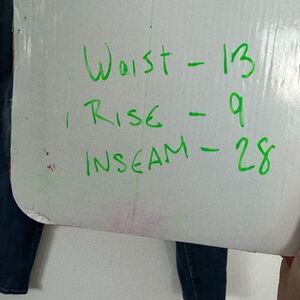 Waist - 13
RISE - 9
INSEAM - 28